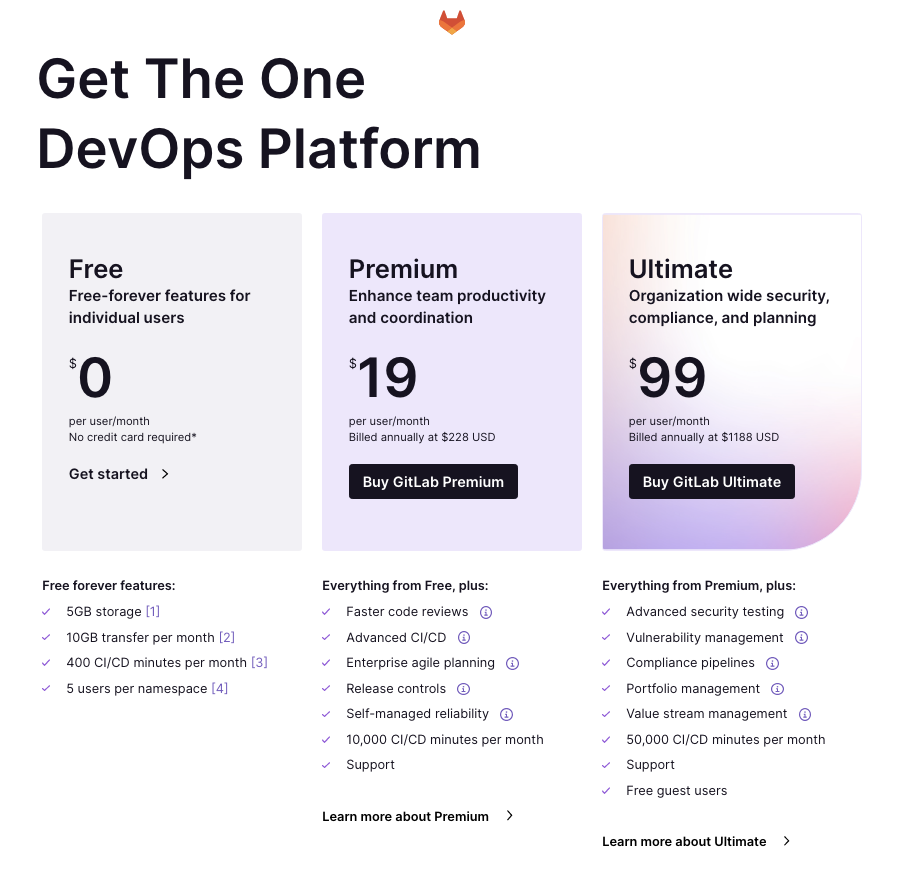 Get The One
DevOps Platform
Free
Free-forever features for
individual users
$0
per user/month
No credit card required*
Get started
Premium
Enhance team productivity
and coordination
$19
per user/month
Billed annually at $228 USD
Buy GitLab Premium
Ultimate
Organization wide security,
compliance, and planning
$99
per user/month
Billed annually at $1188 USD
Buy GitLab Ultimate
Free forever features:
5GB storage [1]
10GB transfer per month [2]
400 CI/CD minutes per month [3]
5 users per namespace [4]
Everything from Free, plus:
Faster code reviews
Advanced CI/CD
Enterprise agile planning
Release controls
Self-managed reliability
10,000 CI/CD minutes per month
Support
Learn more about Premium
Everything from Premium, plus:
Advanced security testing
Vulnerability management
Compliance pipelines
Portfolio management
Value stream management
50,000 CI/CD minutes per month
Support
Free guest users
Learn more about Ultimate